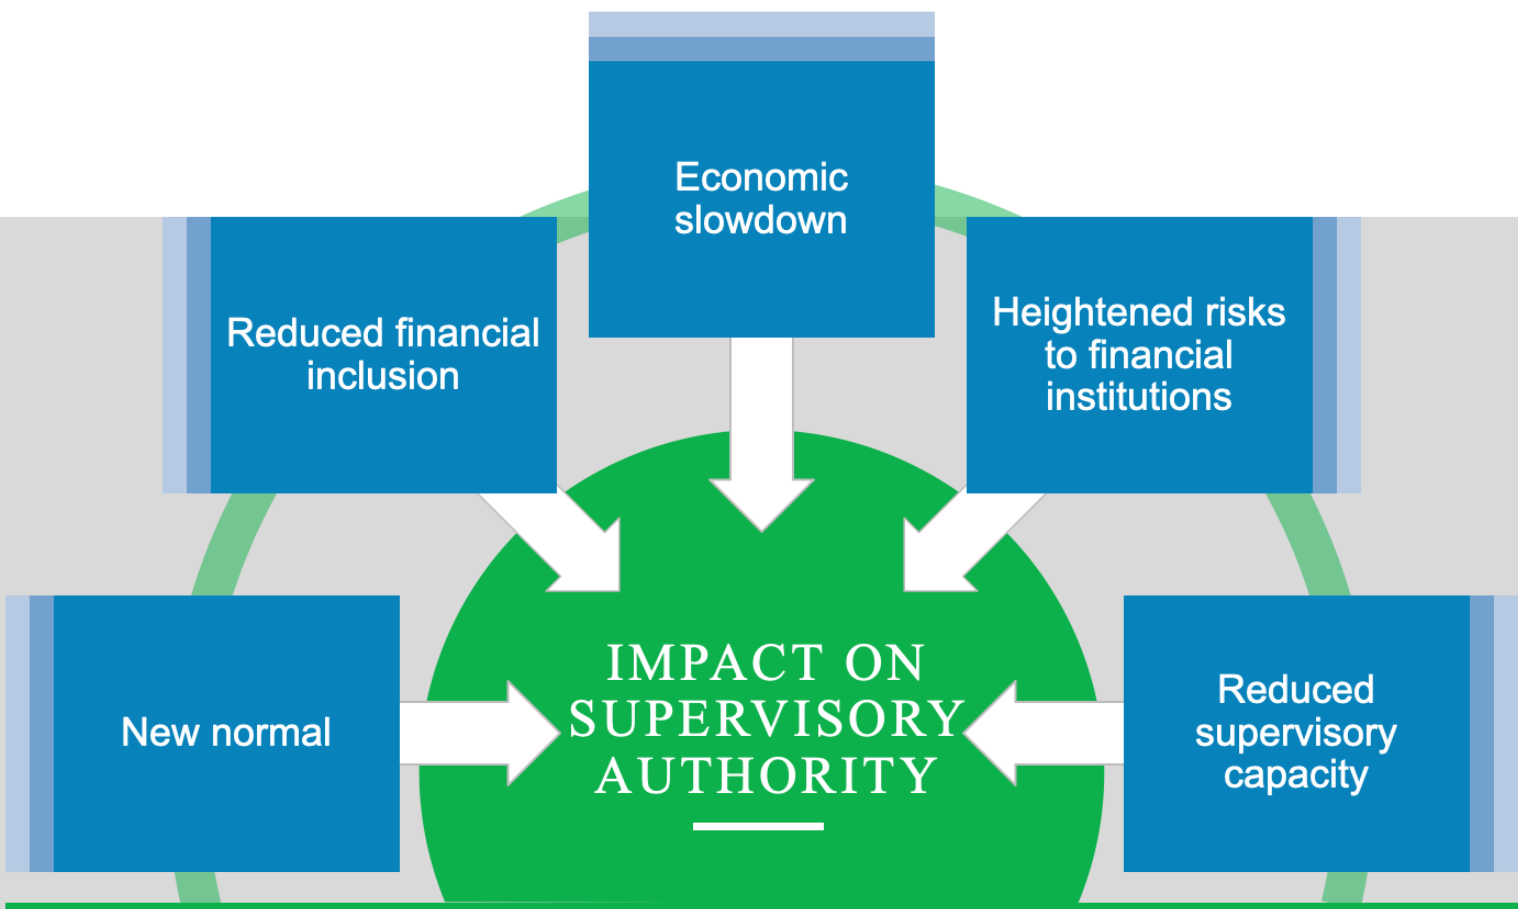 Economic
slowdown
Reduced financial
inclusion
Heightened risks
to financial
institutions
New normal
IMPACT ON
SUPERVISORY
AUTHORITY
Reduced
supervisory
capacity